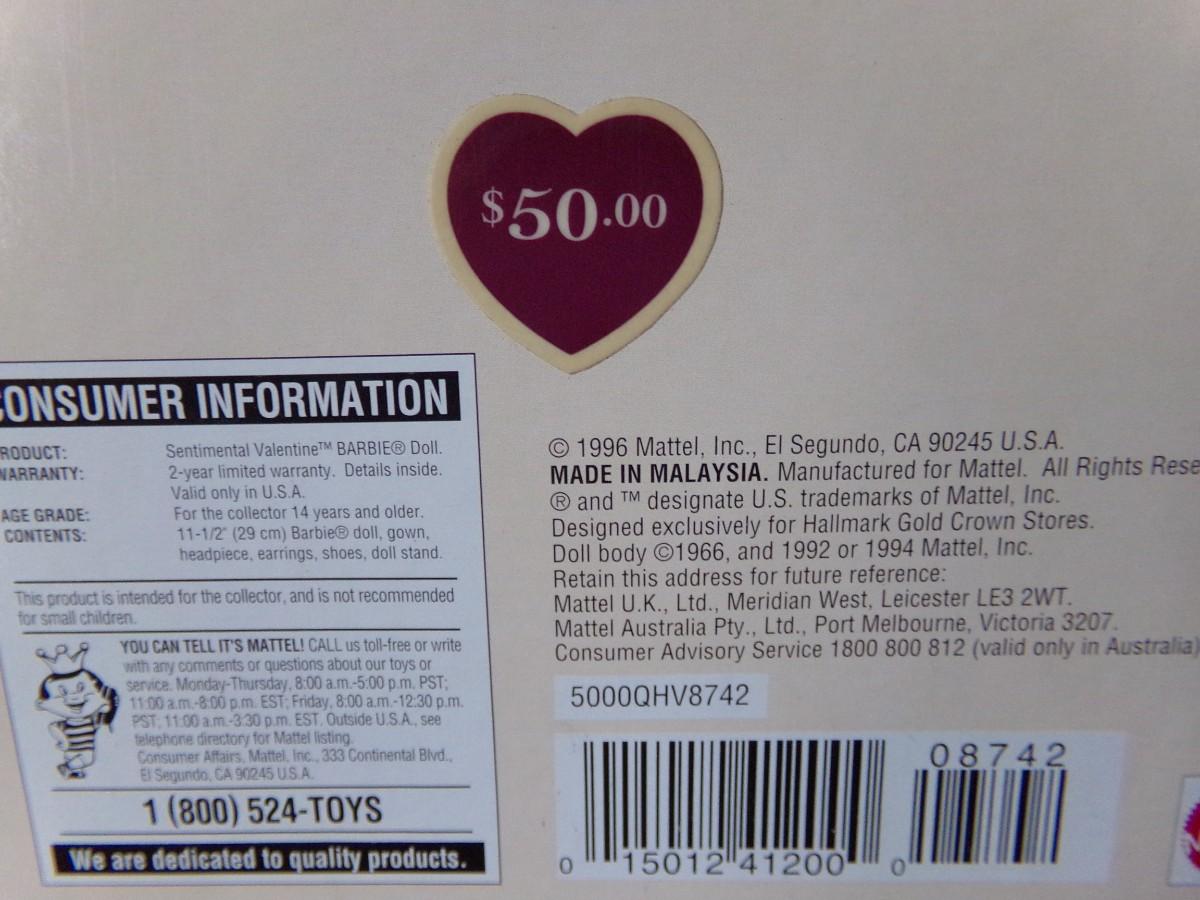 $50.00
CONSUMER INFORMATION
RODUCT: Sentimental Valentine™ BARBIE® Doll.
WARRANTY: 2-year limited warranty. Details inside.
Valid only in U.S.A.
AGE GRADE: For the collector 14 years and older.
CONTENTS: 11-1/2" (29 cm) Barbie® doll, gown,
headpiece, earrings, shoes, doll stand.
This product is intended for the collector, and is not recommended
for small children.
YOU CAN TELL IT'S MATTEL! CALL us toll-free or write
with any comments or questions about our toys or
service. Monday-Thursday, 8:00 a.m.-5:00 p.m. PST;
11:00 a.m.-8:00 p.m. EST; Friday, 8:00 a.m.-12:30 p.m.
PST; 11:00 a.m.-3:30 p.m. EST. Outside U.S.A., see
telephone directory for Mattel listing.
Consumer Affairs, Mattel, Inc., 333 Continental Blvd.,
El Segundo, CA 90245 U.S.A.
1 (800) 524-TOYS
We are dedicated to quality products.
© 1996 Mattel, Inc., El Segundo, CA 90245 U.S.A.
MADE IN MALAYSIA. Manufactured for Mattel. All Rights Rese
® and ™ designate U.S. trademarks of Mattel, Inc.
Designed exclusively for Hallmark Gold Crown Stores.
Doll body ©1966, and 1992 or 1994 Mattel, Inc.
Retain this address for future reference:
Mattel U.K., Ltd., Meridian West, Leicester LE3 2WT.
Mattel Australia Pty., Ltd., Port Melbourne, Victoria 3207.
Consumer Advisory Service 1800 800 812 (valid only in Australia)
5000QHV8742
08742
0 15012 41200 0